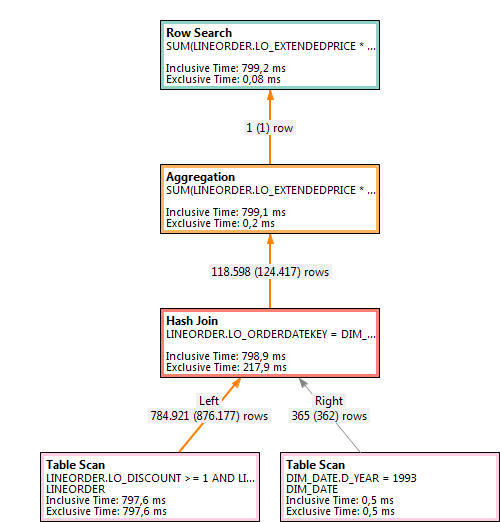 Row Search
SUM(LINEORDER.LO_EXTENDEDPRICE * ...
Inclusive Time: 799,2 ms
Exclusive Time: 0,08 ms
1 (1) row
Aggregation
SUM(LINEORDER.LO_EXTENDEDPRICE * ...
Inclusive Time: 799,1 ms
Exclusive Time: 0,2 ms
118.598 (124.417) rows
Hash Join
LINEORDER.LO_ORDERDATEKEY = DIM_...
Inclusive Time: 798,9 ms
Exclusive Time: 217,9 ms
Left
784.921 (876.177) rows
Right
365 (362) rows
Table Scan
LINEORDER.LO_DISCOUNT >= 1 AND LI...
LINEORDER
Inclusive Time: 797,6 ms
Exclusive Time: 797,6 ms
Table Scan
DIM_DATE.D_YEAR = 1993
DIM_DATE
Inclusive Time: 0,5 ms
Exclusive Time: 0,5 ms